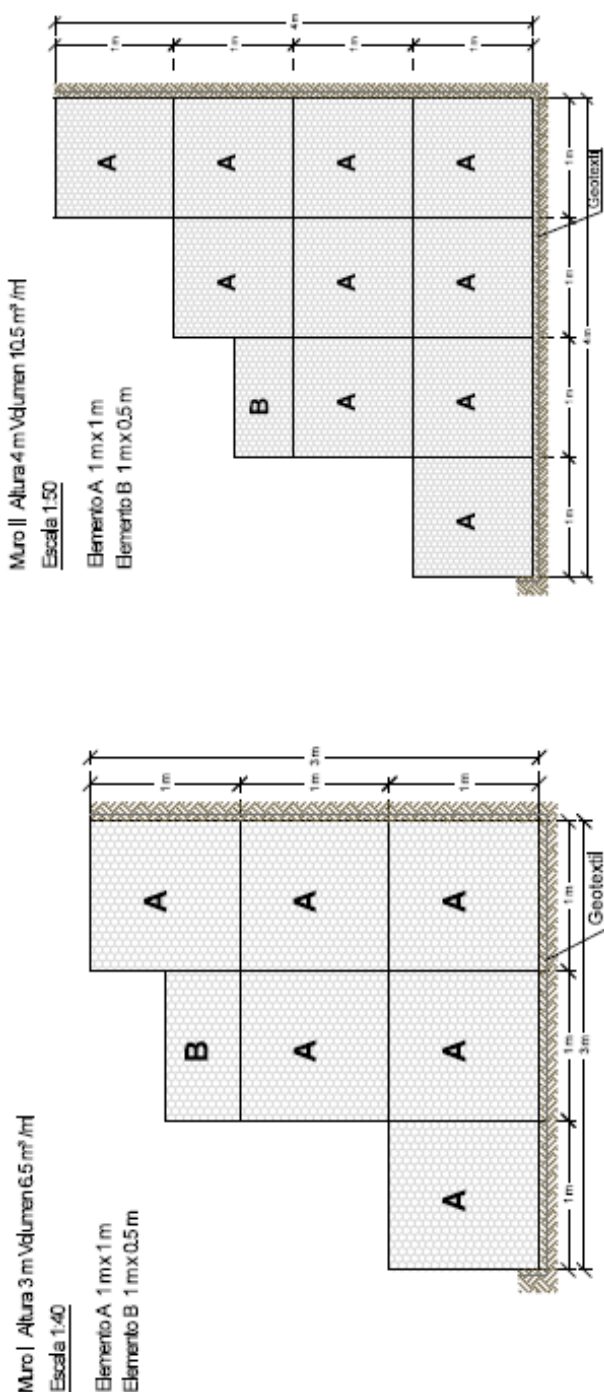 Muro I Altura 3 m Volumen 6.5 m³/ml
Escala 1:40
Elemento A 1 m x 1 m
Elemento B 1 m x 0.5 m
A
1m
B
A
A
1m
3m
A
A
A
1m
1m
1m
1m
3m
Geotextil
Muro II Altura 4 m Volumen 10.5 m³/ml
Escala 1:50
Elemento A 1 m x 1 m
Elemento B 1 m x 0.5 m
A
1m
A
A
1m
B
4m
A
A
A
1m
A
A
A
A
1m
1m
1m
1m
1m
4m
Geotextil